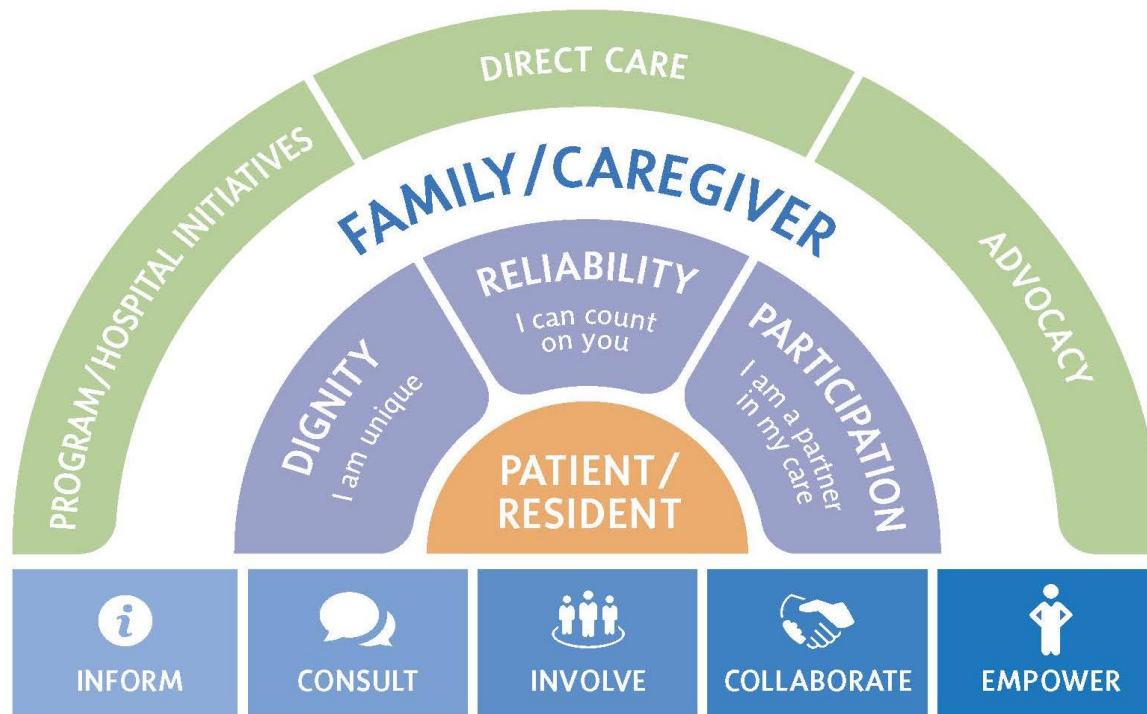 PROGRAM/HOSPITAL INITIATIVES
DIRECT CARE
ADVOCACY
FAMILY/CAREGIVER
DIGNITY
I am unique
RELIABILITY
I can count
on you
PARTICIPATION
I am a partner
in my care
PATIENT/
RESIDENT
INFORM
CONSULT
INVOLVE
COLLABORATE
EMPOWER